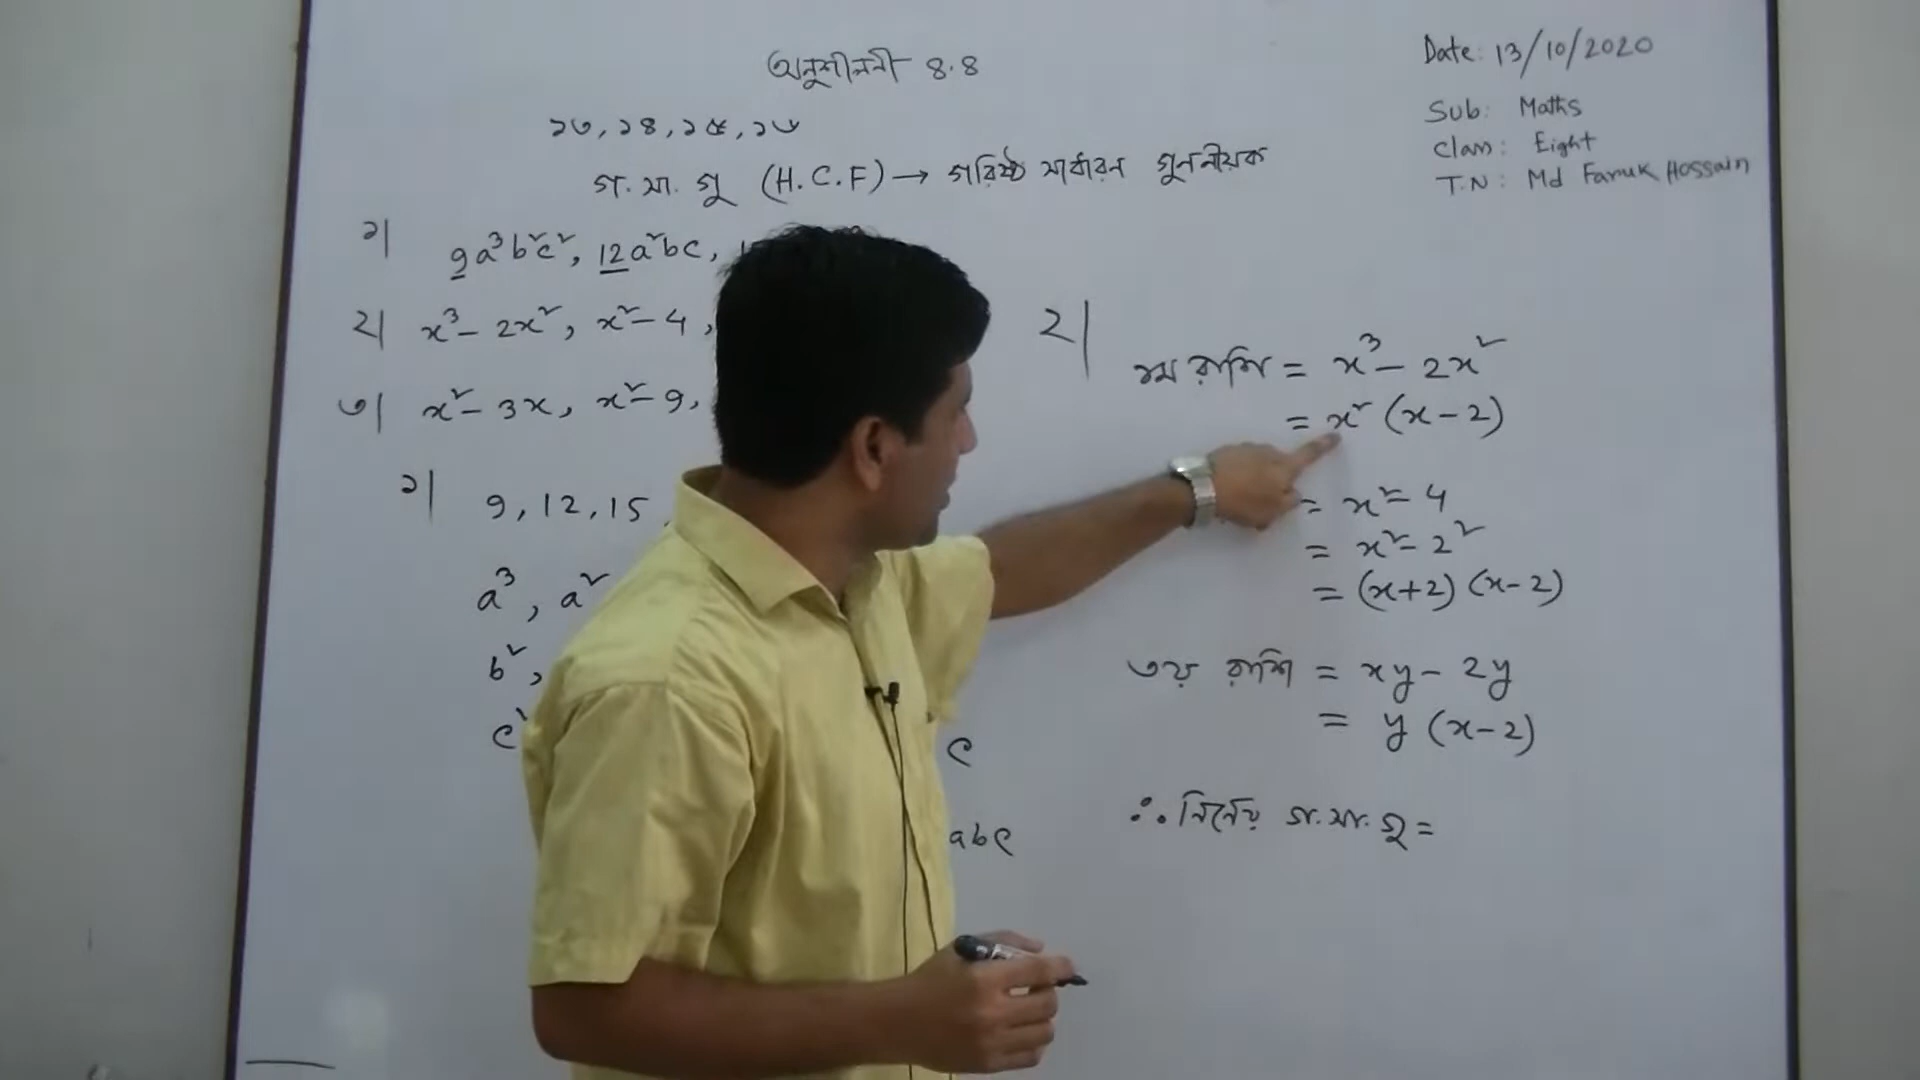 অনুশীলনী ৪.৪
Date: 13/10/2020
Sub: Maths
Class: Eight
T.N: Md Faruk Hossain
১৩, ১৪, ১৫, ১৬
গ. সা. গু (H.C.F) → গরিষ্ঠ সাধারন গুননীয়ক
১| 9a³b²c², 12a²bc,
২| x³ - 2x², x² - 4,
৩| x² - 3x, x² - 9,
১| 9, 12, 15
a³, a²
b²,
c²
c
abc
২|
১ম রাশি = x³ - 2x²
= x² (x - 2)
= x² - 4
= x² - 2²
= (x+2) (x-2)
৩য় রাশি = xy - 2y
= y (x-2)
∴ নির্নেয় গ.সা.গু =